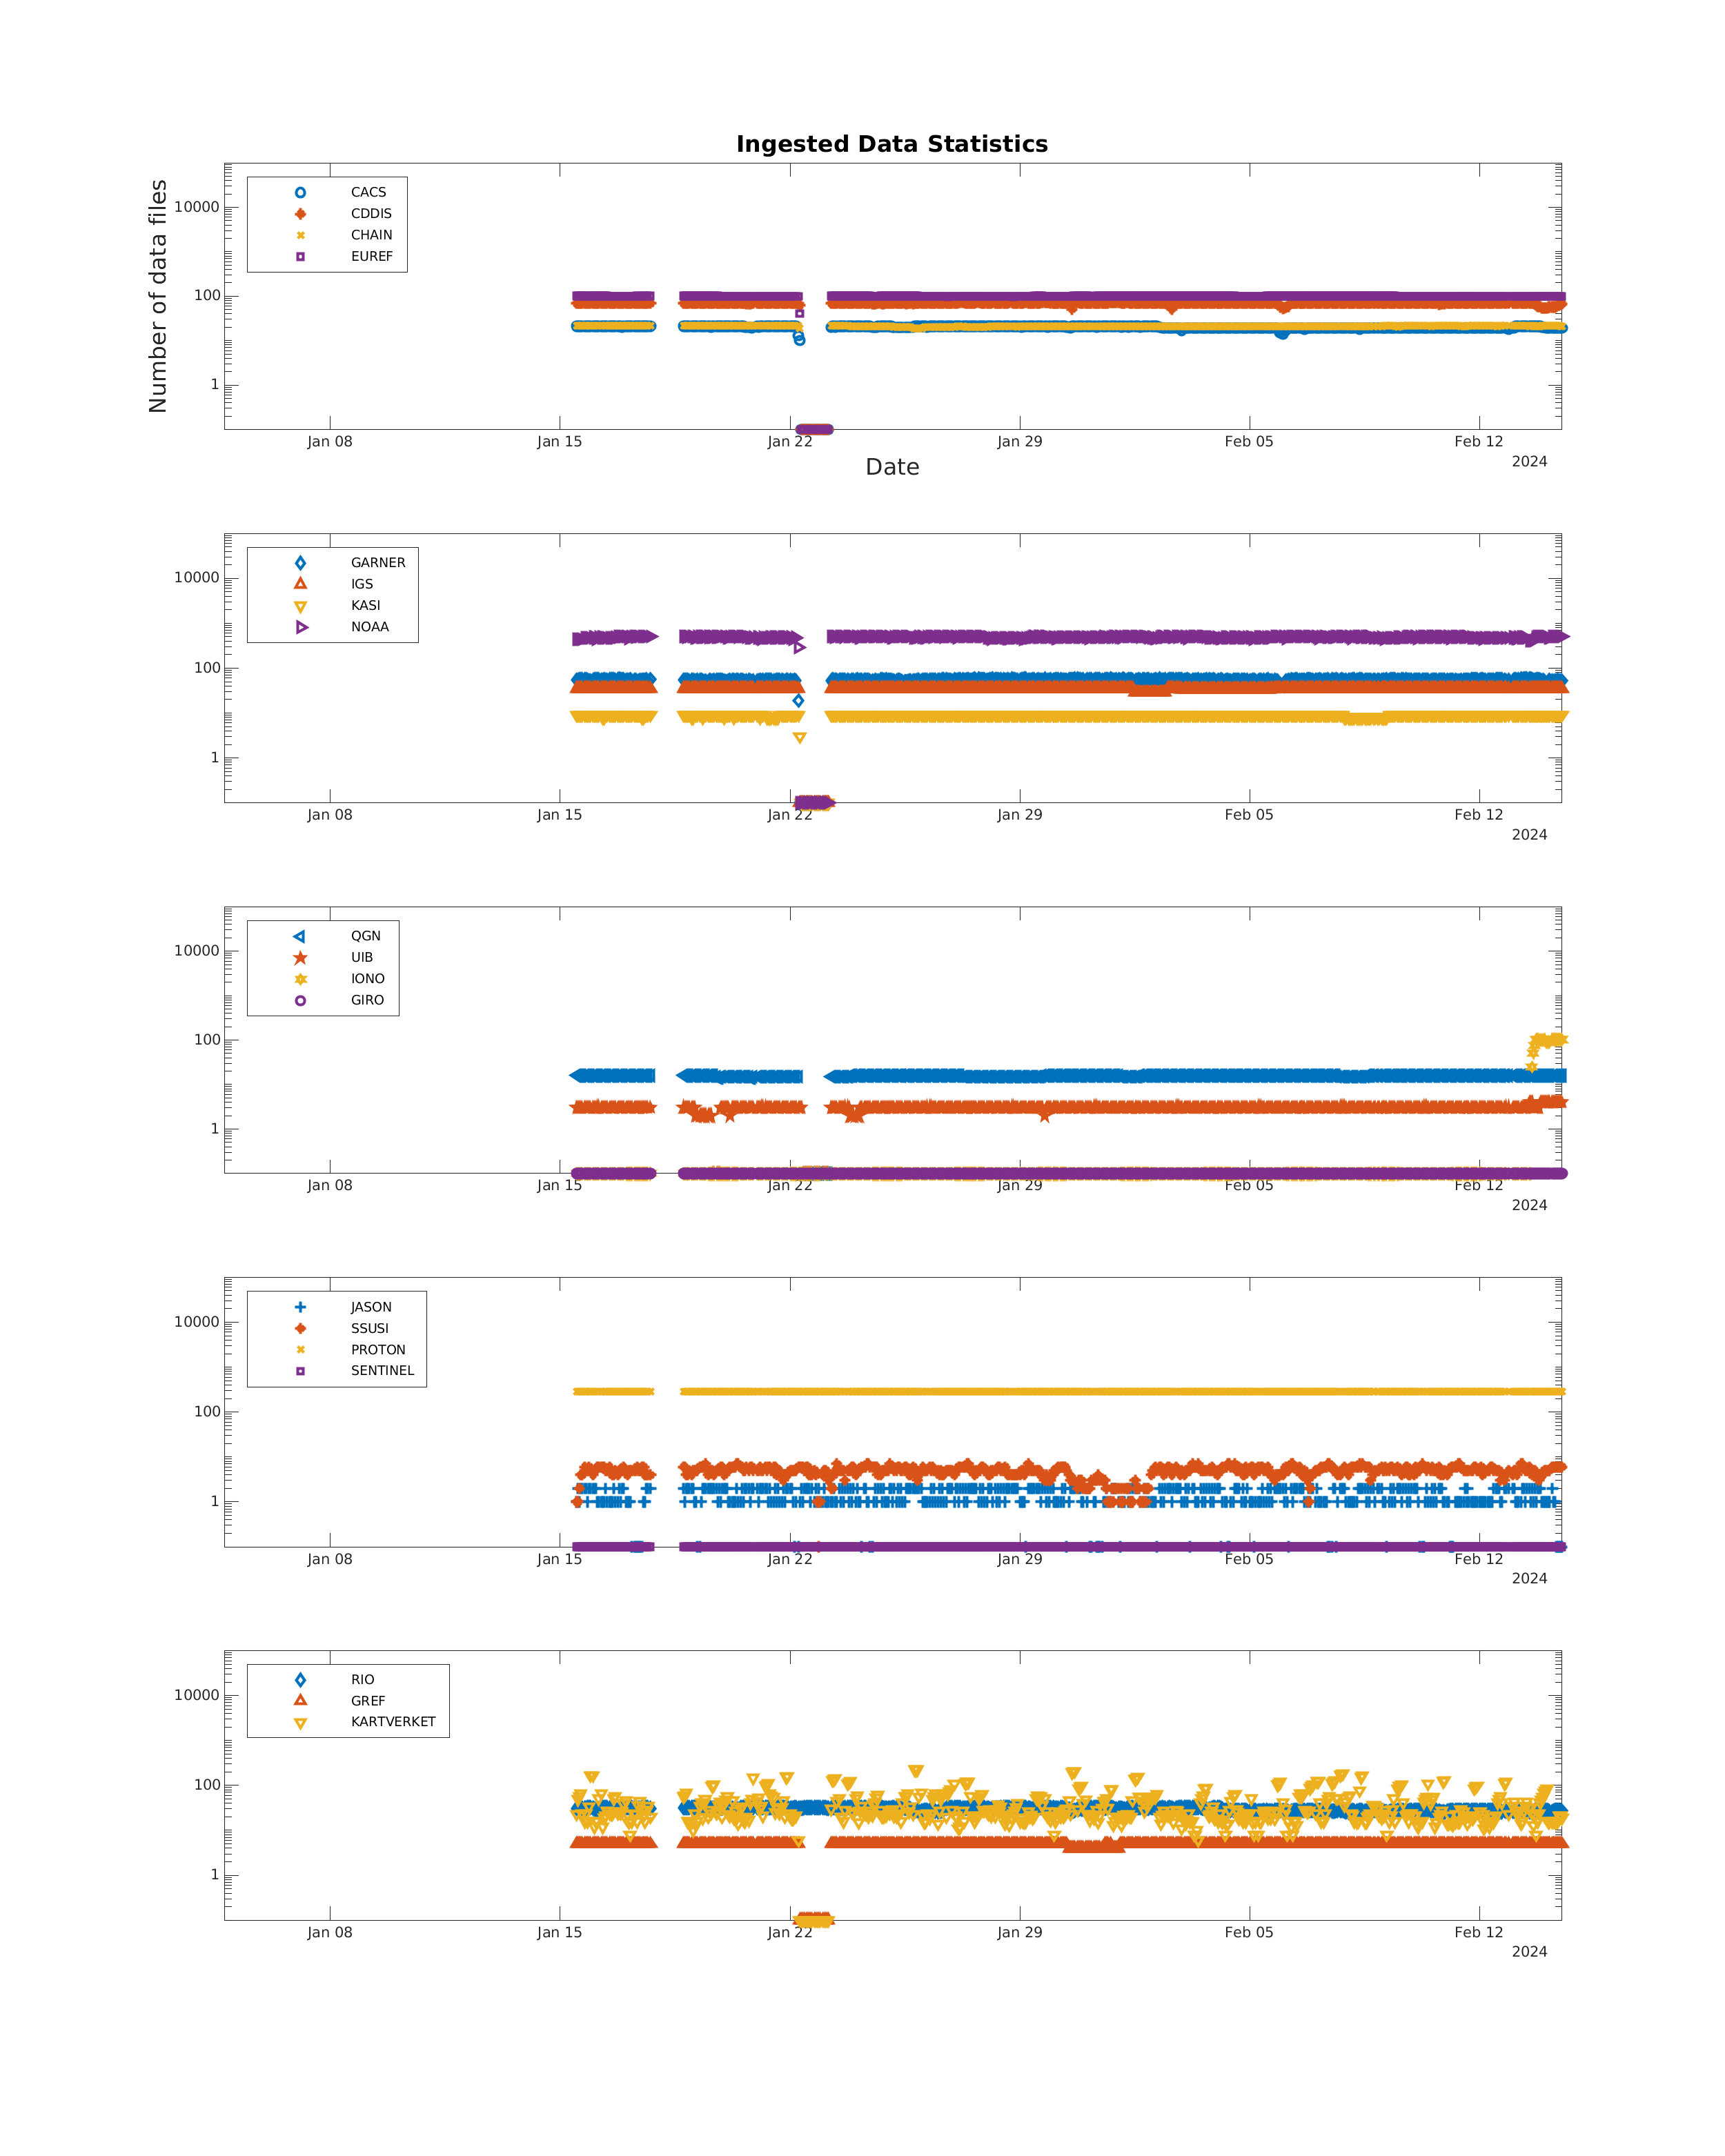 Ingested Data Statistics
Number of data files
10000
100
1
CACS
CDDIS
CHAIN
EUREF
Jan 08 Jan 15 Jan 22 Jan 29 Feb 05 Feb 12
2024
Date
10000
100
1
GARNER
IGS
KASI
NOAA
Jan 08 Jan 15 Jan 22 Jan 29 Feb 05 Feb 12
2024
10000
100
1
QGN
UIB
IONO
GIRO
Jan 08 Jan 15 Jan 22 Jan 29 Feb 05 Feb 12
2024
10000
100
1
JASON
SSUSI
PROTON
SENTINEL
Jan 08 Jan 15 Jan 22 Jan 29 Feb 05 Feb 12
2024
10000
100
1
RIO
GREF
KARTVERKET
Jan 08 Jan 15 Jan 22 Jan 29 Feb 05 Feb 12
2024